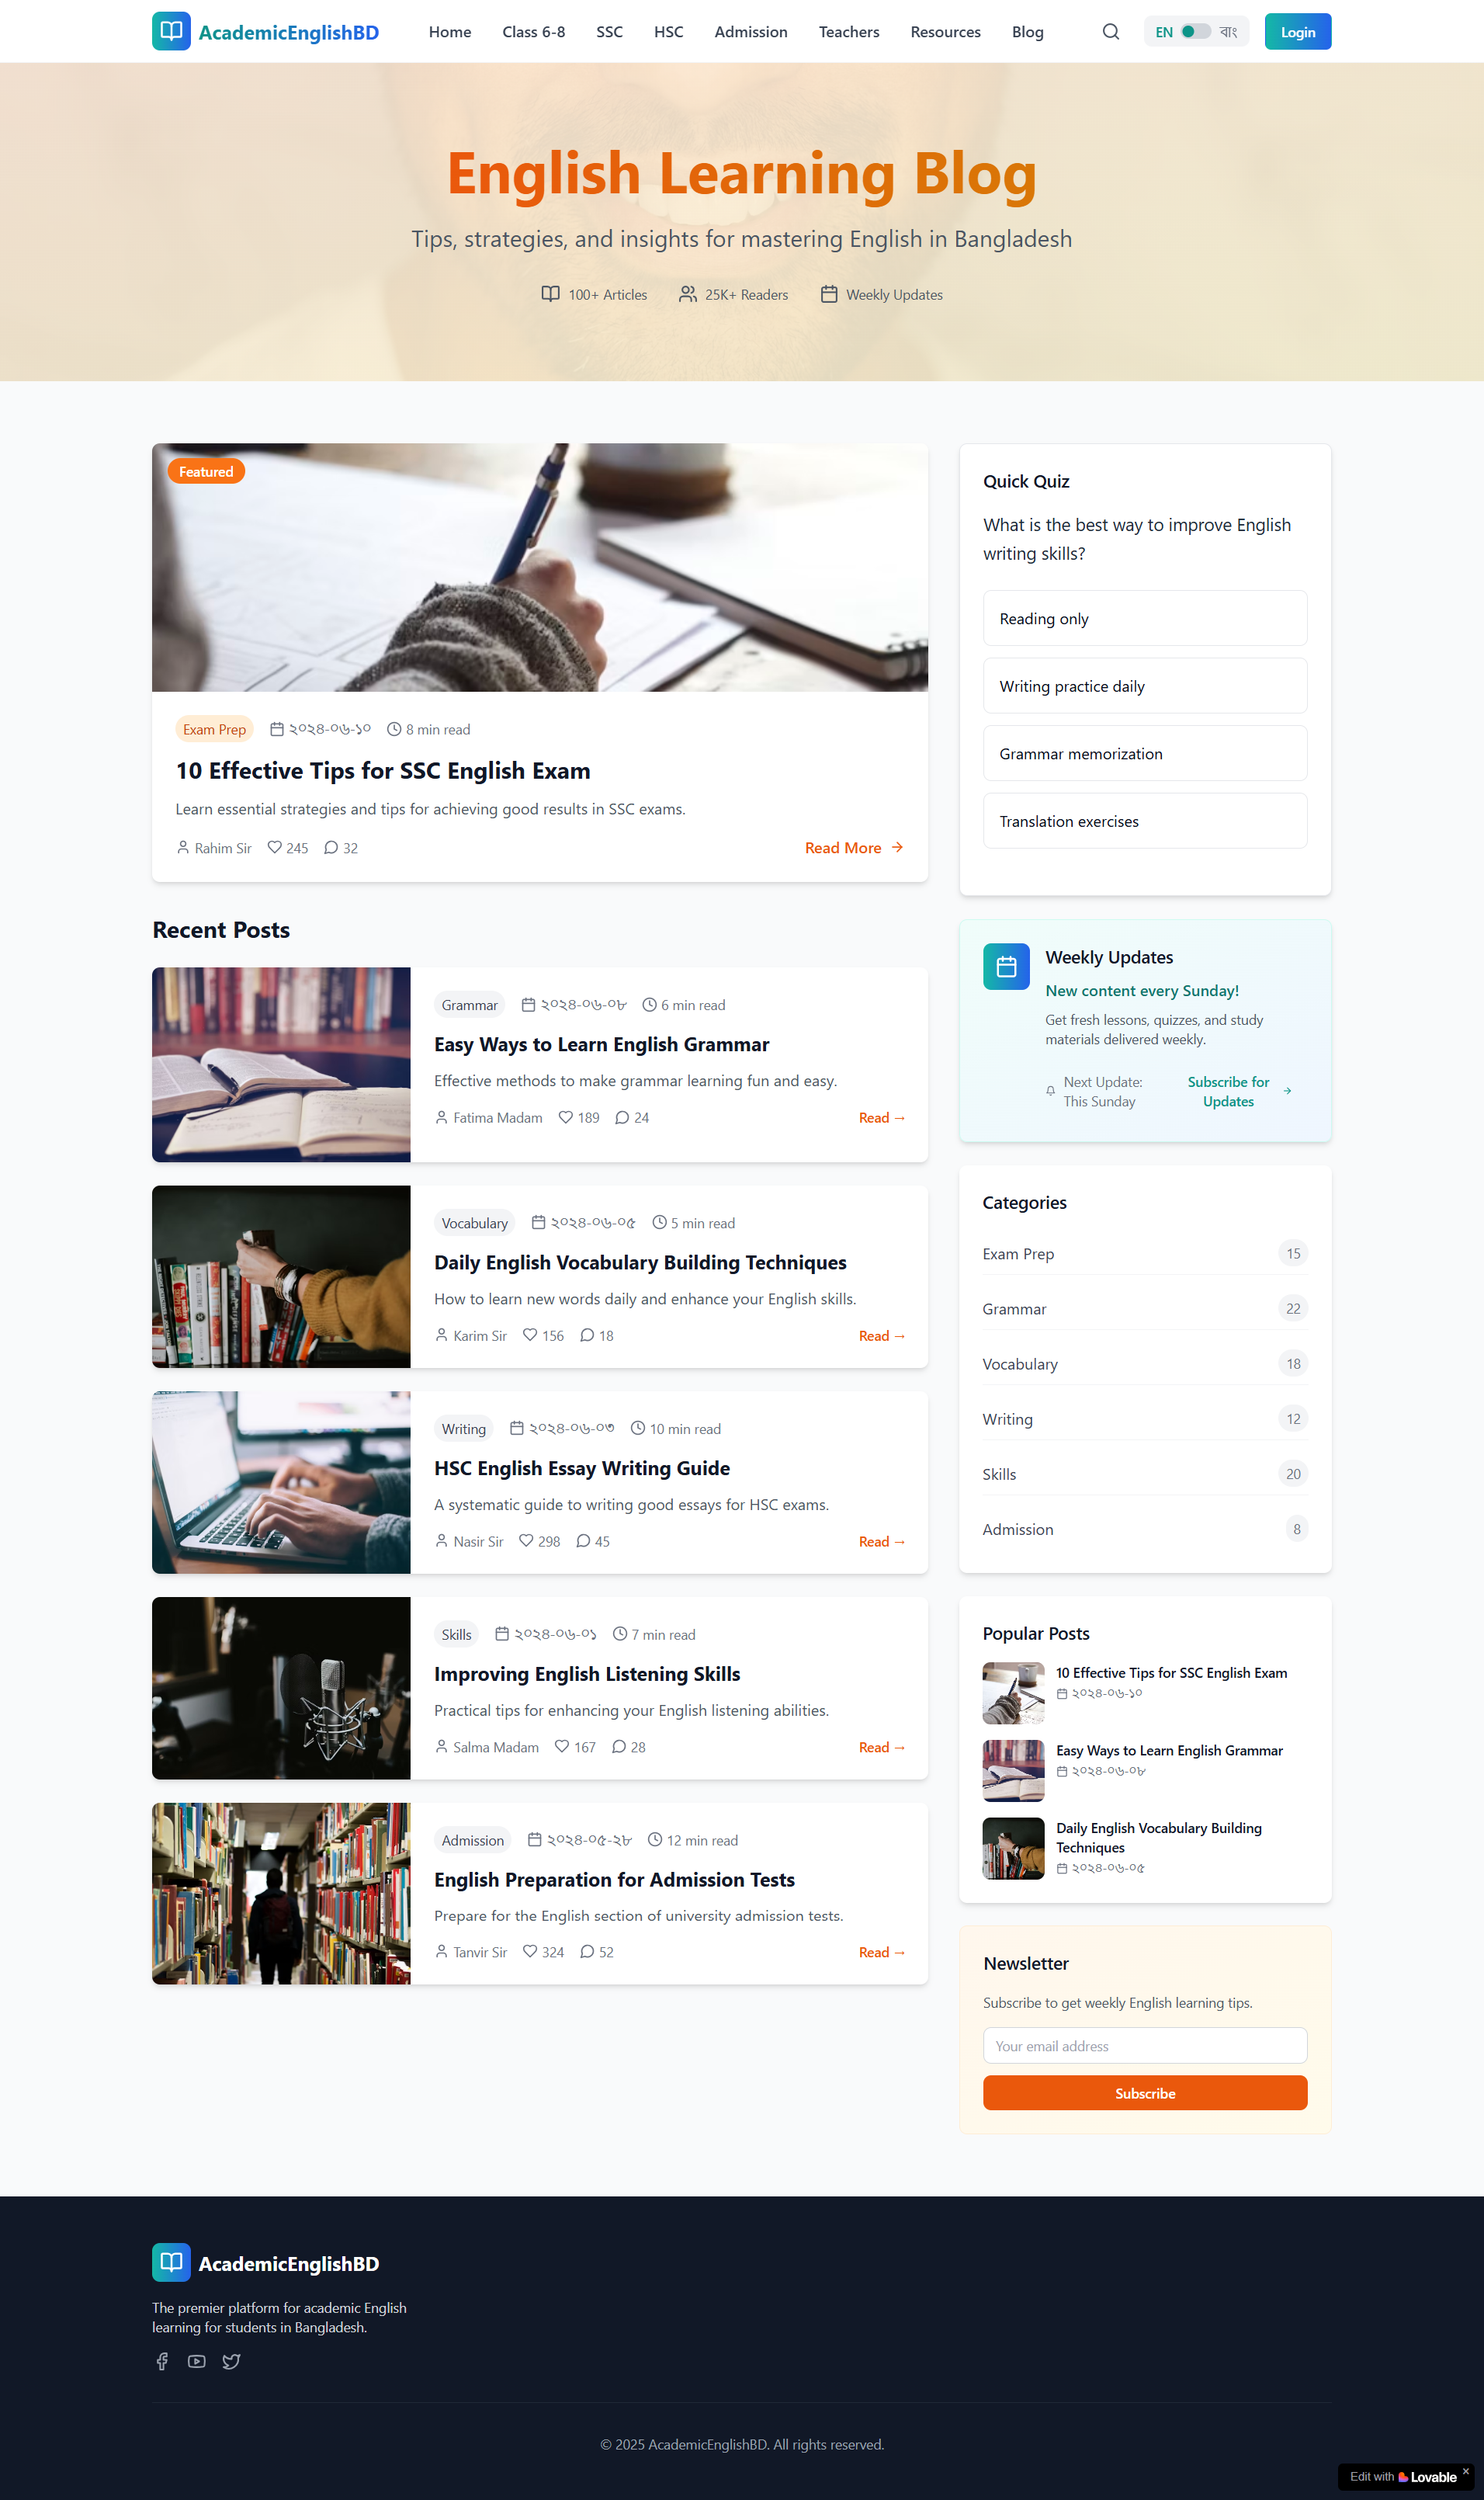 AcademicEnglishBD
Home
Class 6-8
SSC
HSC
Admission
Teachers
Resources
Blog
EN
বাং
Login
English Learning Blog
Tips, strategies, and insights for mastering English in Bangladesh
100+ Articles
25K+ Readers
Weekly Updates
Featured
Exam Prep
২০২৪-০৬-১০
8 min read
10 Effective Tips for SSC English Exam
Learn essential strategies and tips for achieving good results in SSC exams.
Rahim Sir
245
32
Read More →
Recent Posts
Grammar
২০২৪-০৬-০৮
6 min read
Easy Ways to Learn English Grammar
Effective methods to make grammar learning fun and easy.
Fatima Madam
189
24
Read →
Vocabulary
২০২৪-০৬-০৫
5 min read
Daily English Vocabulary Building Techniques
How to learn new words daily and enhance your English skills.
Karim Sir
156
18
Read →
Writing
২০২৪-০৬-০৩
10 min read
HSC English Essay Writing Guide
A systematic guide to writing good essays for HSC exams.
Nasir Sir
298
45
Read →
Skills
২০২৪-০৬-০১
7 min read
Improving English Listening Skills
Practical tips for enhancing your English listening abilities.
Salma Madam
167
28
Read →
Admission
২০২৪-০৫-২৮
12 min read
English Preparation for Admission Tests
Prepare for the English section of university admission tests.
Tanvir Sir
324
52
Read →
Quick Quiz
What is the best way to improve English
writing skills?
Reading only
Writing practice daily
Grammar memorization
Translation exercises
Weekly Updates
New content every Sunday!
Get fresh lessons, quizzes, and study
materials delivered weekly.
Next Update:
This Sunday
Subscribe for
Updates →
Categories
Exam Prep 15
Grammar 22
Vocabulary 18
Writing 12
Skills 20
Admission 8
Popular Posts
10 Effective Tips for SSC English Exam
২০২৪-০৬-১০
Easy Ways to Learn English Grammar
২০২৪-০৬-০৮
Daily English Vocabulary Building
Techniques
২০২৪-০৬-০৫
Newsletter
Subscribe to get weekly English learning tips.
Your email address
Subscribe
AcademicEnglishBD
The premier platform for academic English
learning for students in Bangladesh.
© 2025 AcademicEnglishBD. All rights reserved.
Edit with Lovable ×